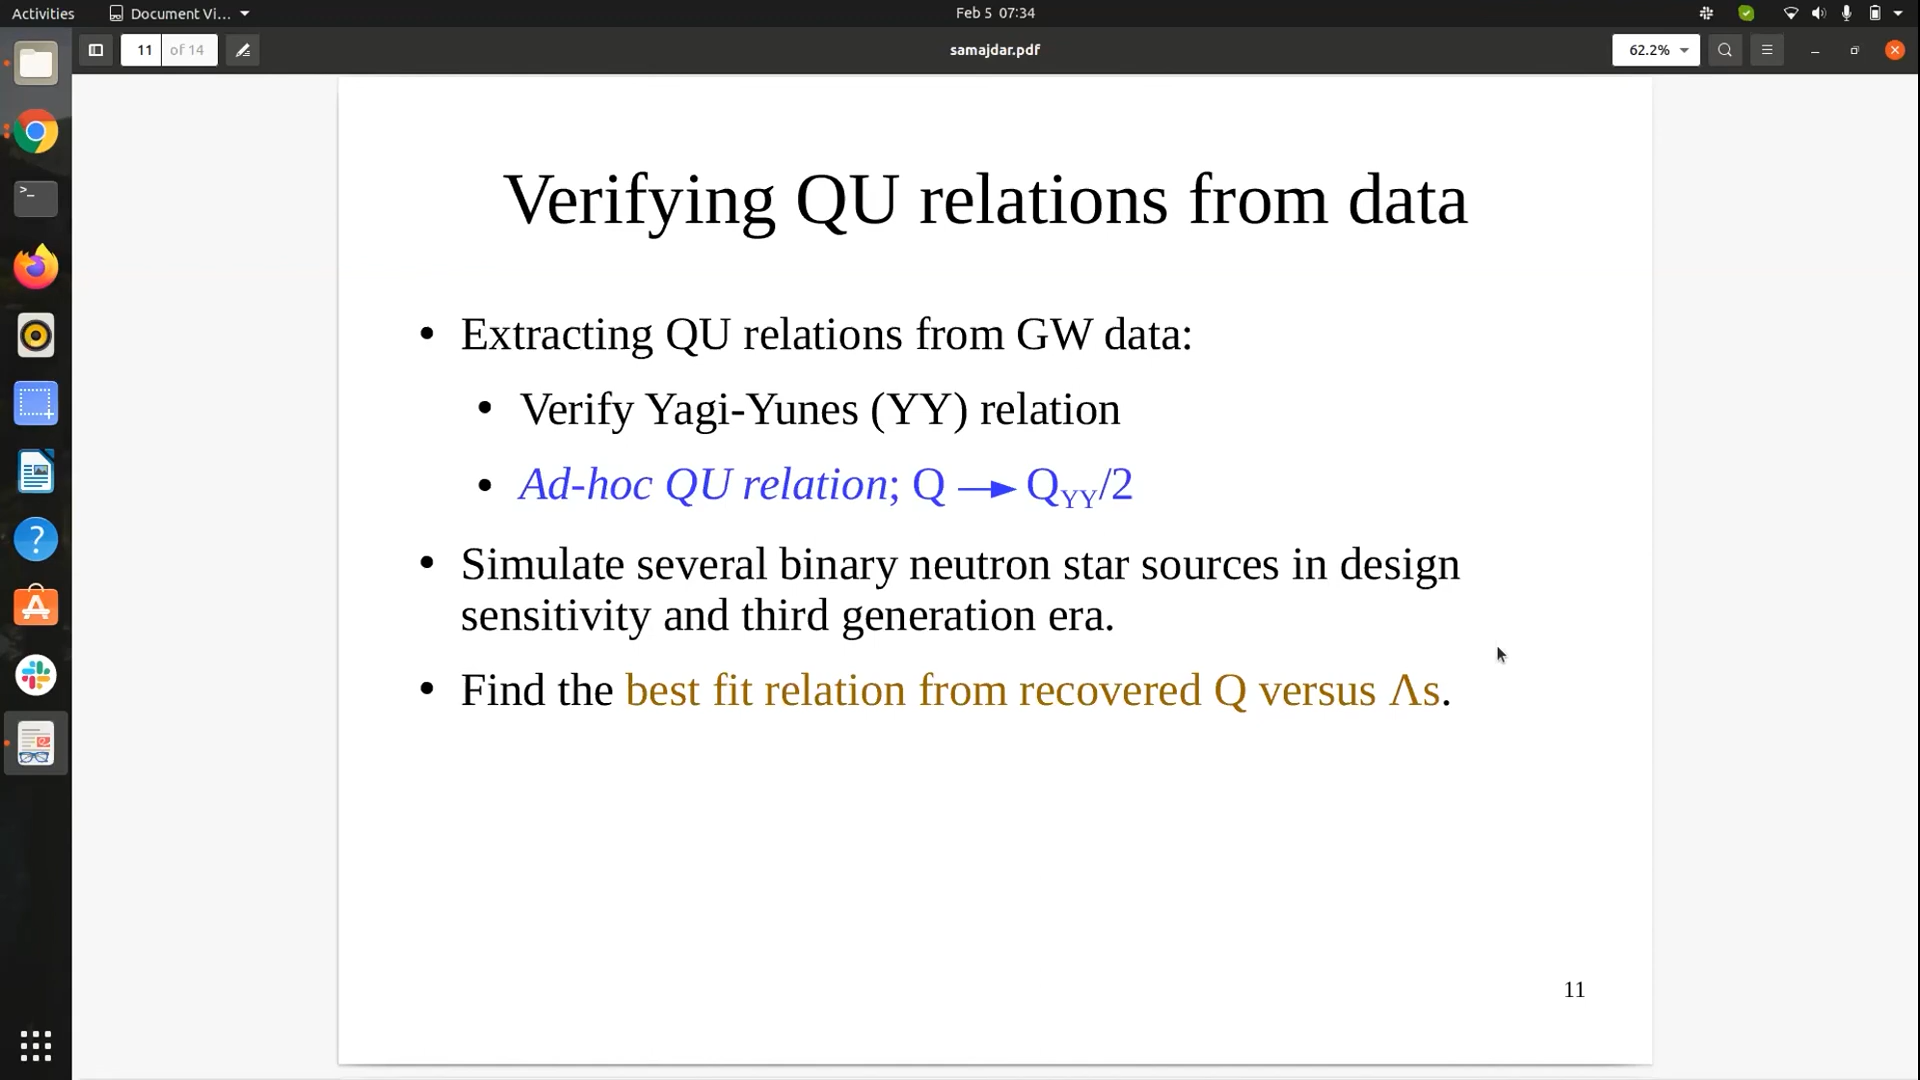 Activities
Document Vi...
Feb 5 07:34
11 of 14
samajdar.pdf
62.2%
Verifying QU relations from data
• Extracting QU relations from GW data:
• Verify Yagi-Yunes (YY) relation
• Ad-hoc QU relation; Q → QYY/2
• Simulate several binary neutron star sources in design
sensitivity and third generation era.
• Find the best fit relation from recovered Q versus Λs.
11